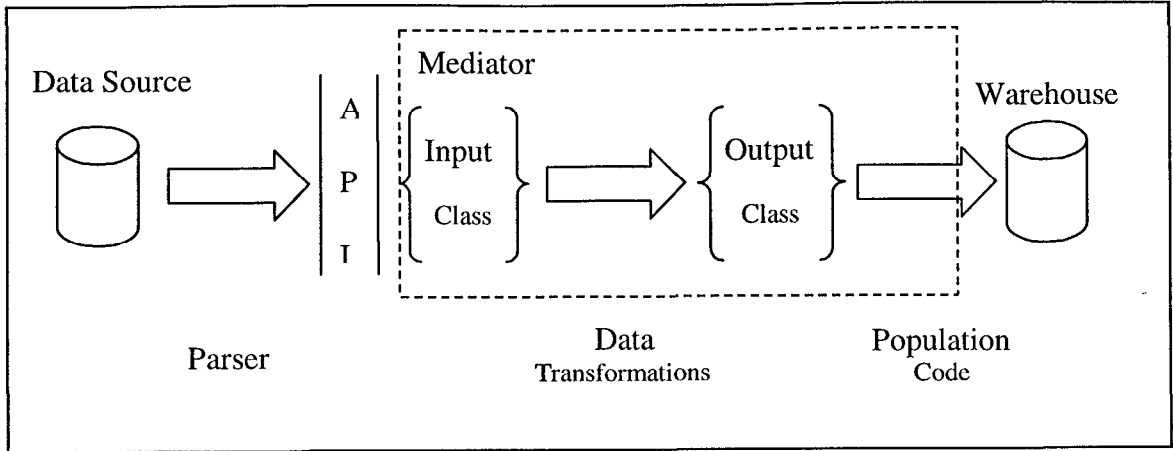 Mediator
Data Source
Warehouse
A
P
I
Input
Class
Output
Class
Parser
Data
Transformations
Population
Code